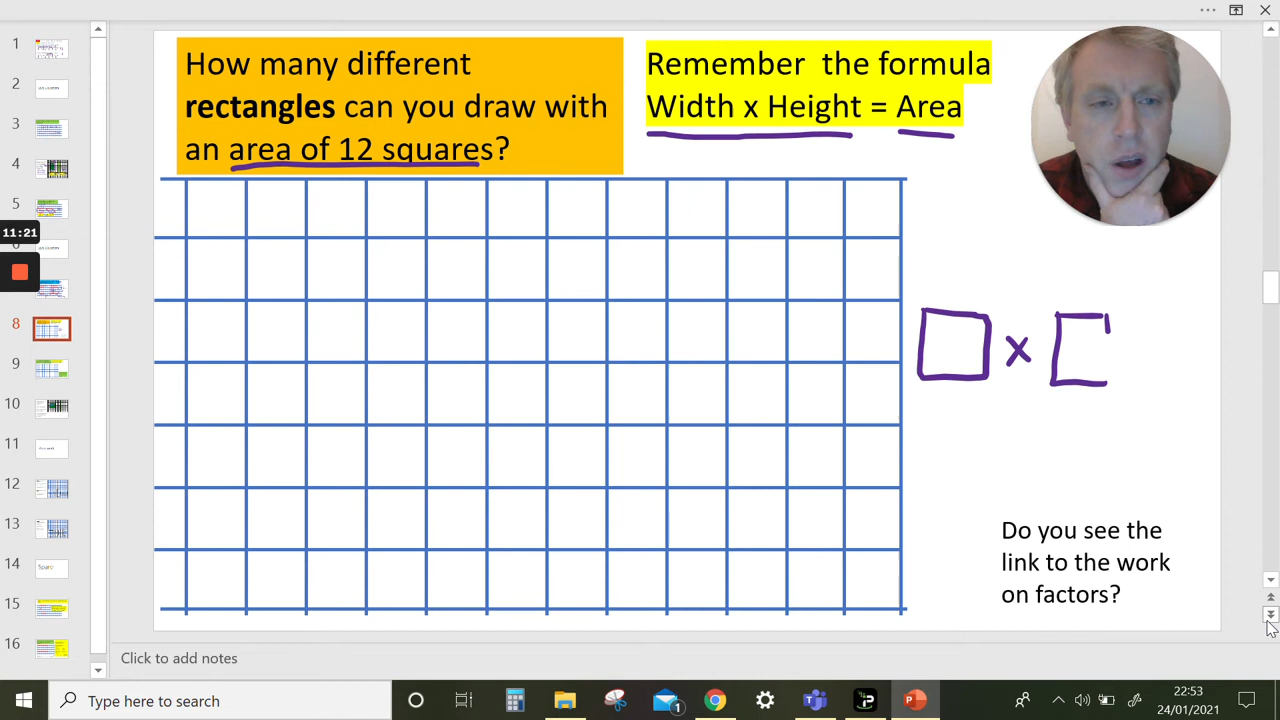 1
2
3
4
5
6
8
9
10
11
12
13
14
15
16
11:21
How many different
rectangles can you draw with
an area of 12 squares?
Remember the formula
Width x Height = Area
x
Do you see the
link to the work
on factors?
Click to add notes
Type here to search
1
22:53
24/01/2021